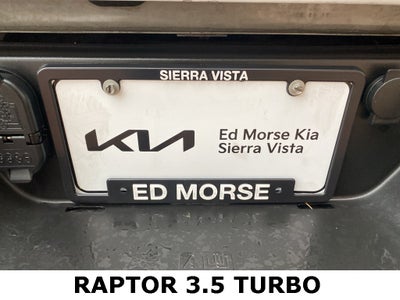 SIERRA VISTA
KIA
Ed Morse Kia
Sierra Vista
ED MORSE
RAPTOR 3.5 TURBO